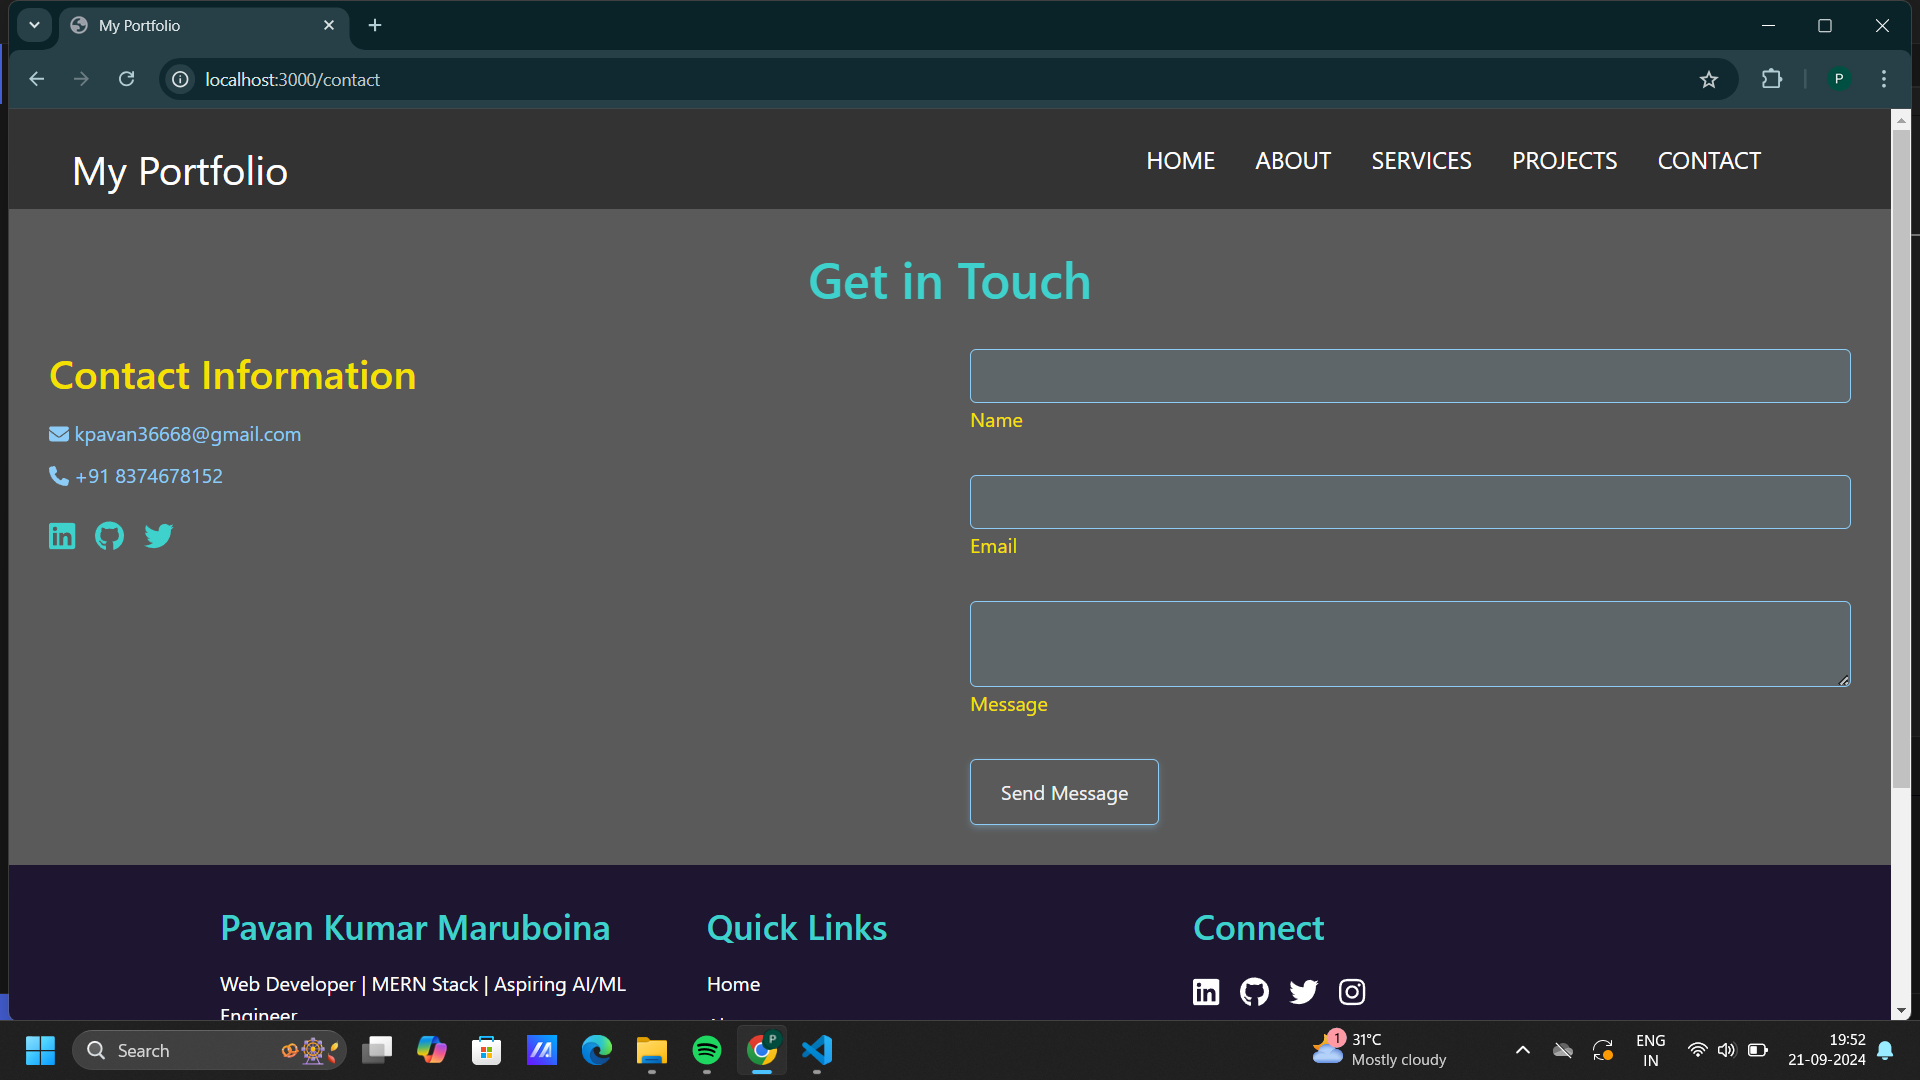 My Portfolio
localhost:3000/contact
P
My Portfolio
HOME ABOUT SERVICES PROJECTS CONTACT
Get in Touch
Contact Information
kpavan36668@gmail.com
+91 8374678152
Name
Email
Message
Send Message
Pavan Kumar Maruboina
Web Developer | MERN Stack | Aspiring AI/ML
Engineer
Quick Links
Home
Connect
Search
P
1
31°C
Mostly cloudy
ENG
IN
19:52
21-09-2024